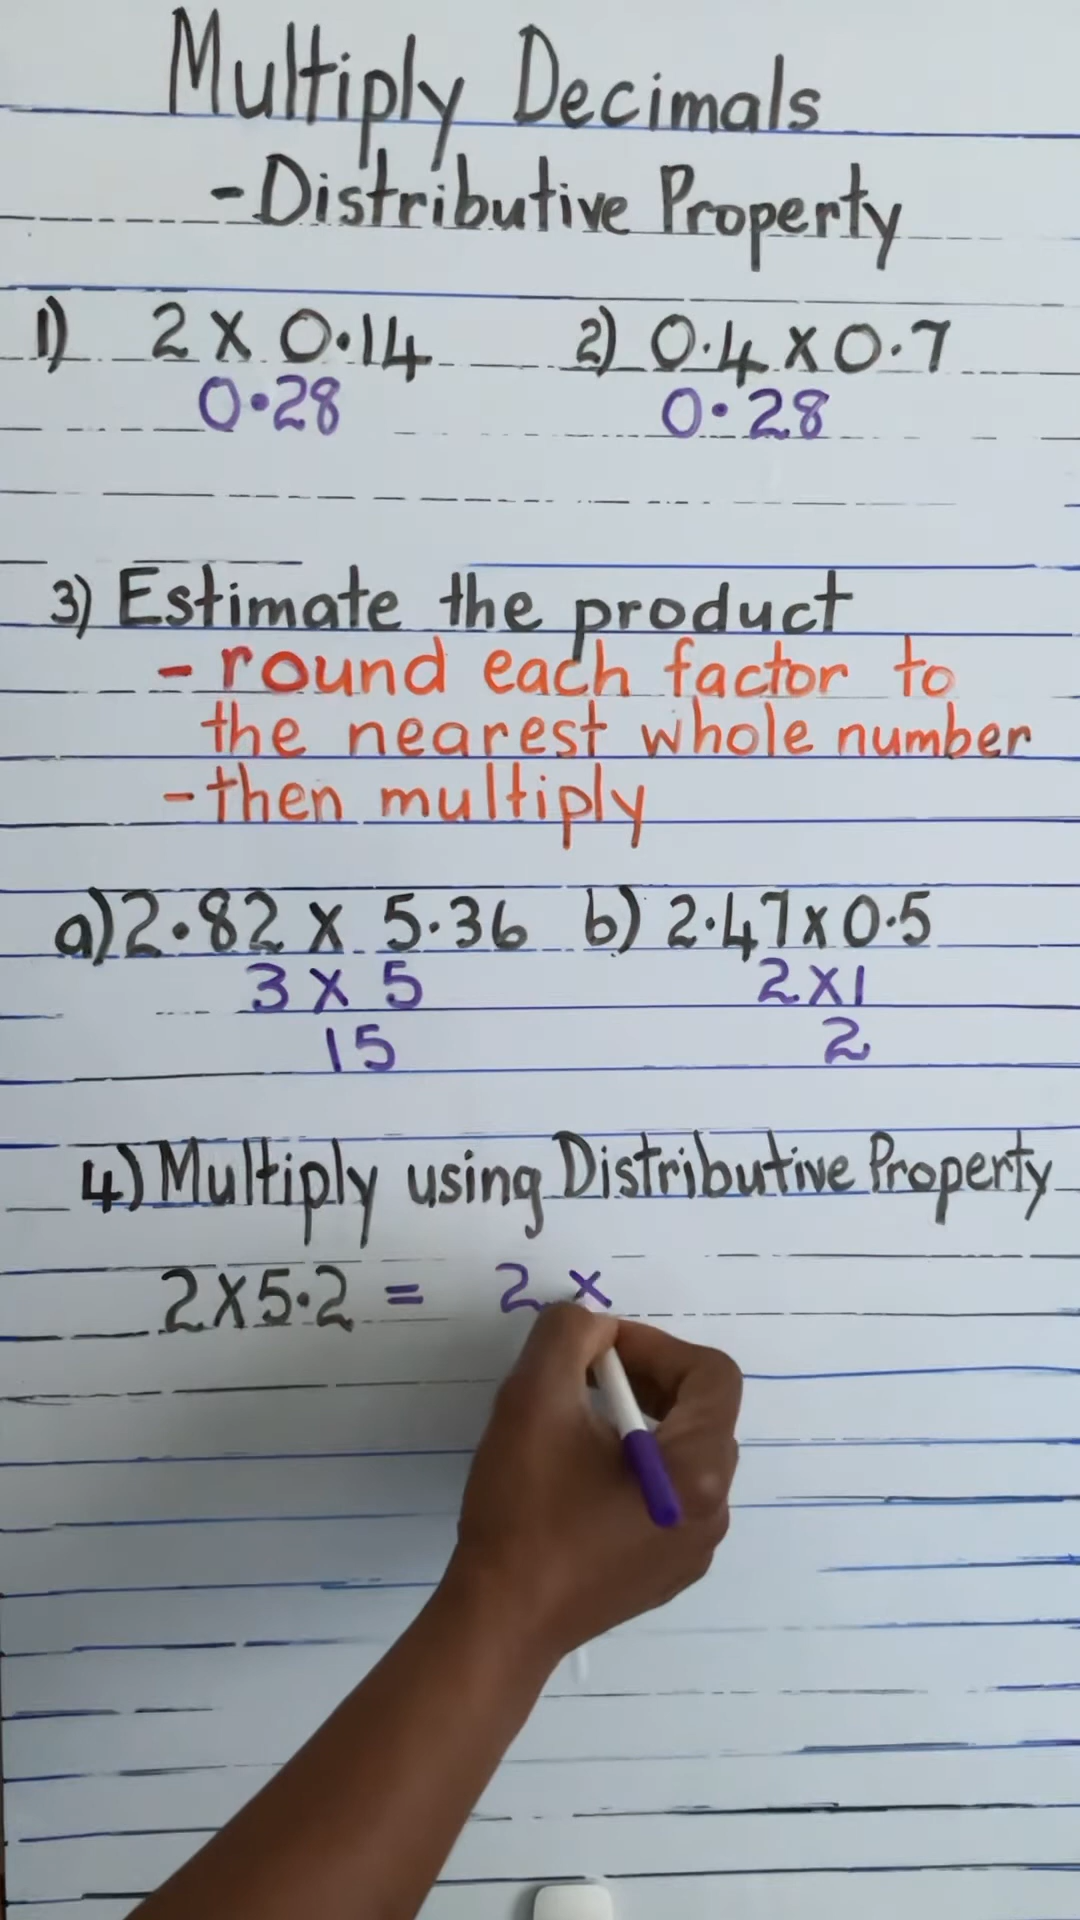 Multiply Decimals
-Distributive Property
1) 2 x 0.14 2) 0.4 x 0.7
0.28 0.28
3) Estimate the product
- round each factor to
the nearest whole number
- then multiply
a) 2.82 x 5.36 b) 2.47 x 0.5
3 x 5 2 x 1
15 2
4) Multiply using Distributive Property
2 x 5.2 = 2 x